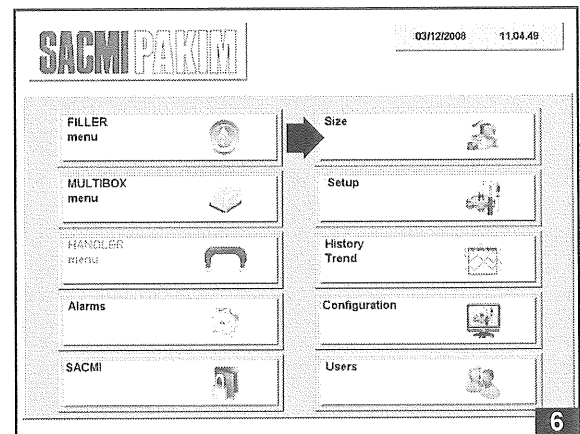 SACMI PAKIM
03/12/2008 11.04.49
FILLER
menu
Size
MULTIBOX
menu
Setup
HANDLER
menu
History
Trend
Alarms
Configuration
SACMI
Users
6